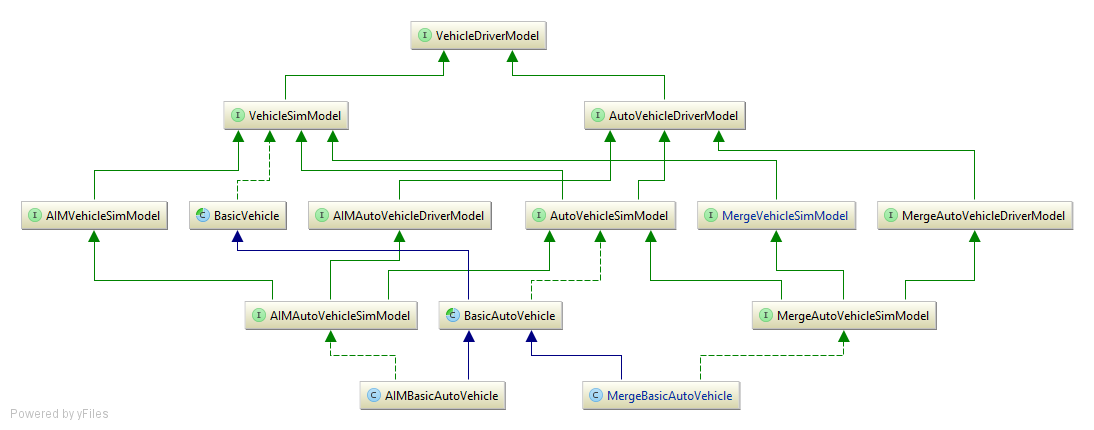 I VehicleDriverModel
I VehicleSimModel
I AutoVehicleDriverModel
I AIMVehicleSimModel
C BasicVehicle
I AIMAutoVehicleDriverModel
I AutoVehicleSimModel
I MergeVehicleSimModel
I MergeAutoVehicleDriverModel
I AIMAutoVehicleSimModel
C BasicAutoVehicle
I MergeAutoVehicleSimModel
C AIMBasicAutoVehicle
C MergeBasicAutoVehicle
Powered by yFiles